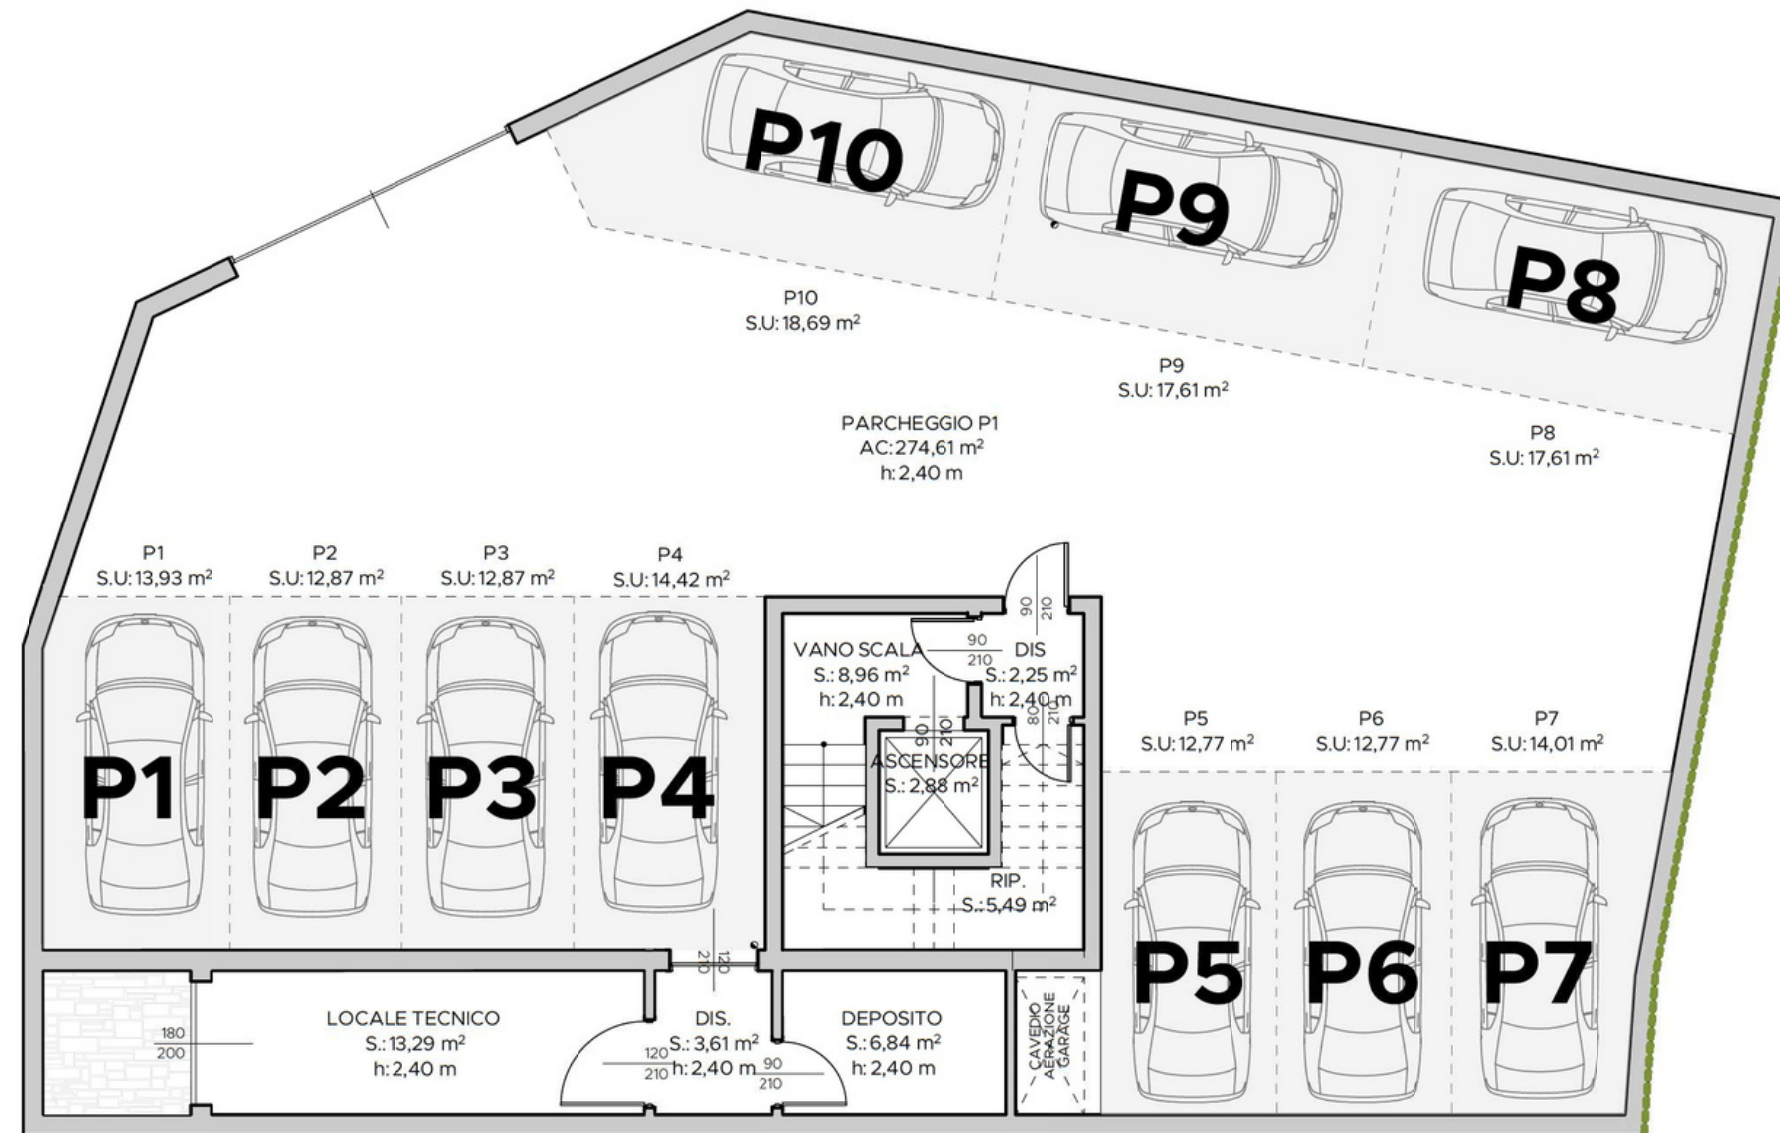 P10
P9
P8
P10
S.U: 18,69 m²
P9
S.U: 17,61 m²
PARCHEGGIO P1
AC: 274,61 m²
h: 2,40 m
P8
S.U: 17,61 m²
P1
S.U: 13,93 m²
P2
S.U: 12,87 m²
P3
S.U: 12,87 m²
P4
S.U: 14,42 m²
90
210
VANO SCALA
S.: 8,96 m²
h: 2,40 m
90
210
DIS
S.: 2,25 m²
h: 2,40 m
80
210
90
210
ASCENSORE
S.: 2,88 m²
P5
S.U: 12,77 m²
P6
S.U: 12,77 m²
P7
S.U: 14,01 m²
P1
P2
P3
P4
RIP.
S.: 5,49 m²
P5
P6
P7
120
210
180
200
LOCALE TECNICO
S.: 13,29 m²
h: 2,40 m
120
210
DIS.
S.: 3,61 m²
h: 2,40 m
90
210
DEPOSITO
S.: 6,84 m²
h: 2,40 m
CAVEDIO
AERAZIONE
GARAGE